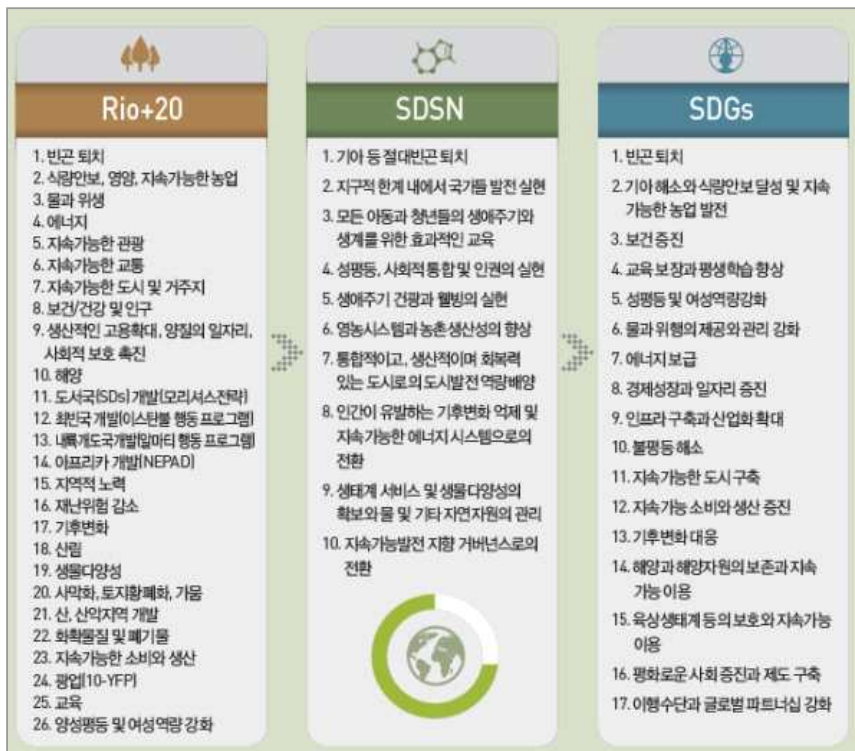 Rio+20
1. 빈곤 퇴치
2. 식량안보, 영양, 지속가능한 농업
3. 물과 위생
4. 에너지
5. 지속가능한 관광
6. 지속가능한 교통
7. 지속가능한 도시 및 거주지
8. 보건/건강 및 인구
9. 생산적인 고용확대, 양질의 일자리,
사회적 보호 촉진
10. 해양
11. 도서국(SDs) 개발(모리셔스전략)
12. 최빈국 개발(이스탄불 행동 프로그램)
13. 내륙개도국개발(알마티 행동 프로그램)
14. 아프리카 개발(NEPAD)
15. 지역적 노력
16. 재난위험 감소
17. 기후변화
18. 산림
19. 생물다양성
20. 사막화, 토지황폐화, 가뭄
21. 산, 산악지역 개발
22. 화확물질 및 폐기물
23. 지속가능한 소비와 생산
24. 광업(10-YFP)
25. 교육
26. 양성평등 및 여성역량 강화
SDSN
1. 기아 등 절대빈곤 퇴치
2. 지구적 한계 내에서 국가들 발전 실현
3. 모든 아동과 청년들의 생애주기와
생계를 위한 효과적인 교육
4. 성평등, 사회적 통합 및 인권의 실현
5. 생애주기 건광과 웰빙의 실현
6. 영농시스템과 농촌 생산성의 향상
7. 통합적이고, 생산적이며 회복력
있는 도시로의 도시발전 역량배양
8. 인간이 유발하는 기후변화 억제 및
지속가능한 에너지 시스템으로의
전환
9. 생태계 서비스 및 생물다양성의
확보와 물 및 기타 자연자원의 관리
10. 지속가능발전 지향 거버넌스로의
전환
SDGs
1. 빈곤 퇴치
2. 기아 해소와 식량안보 달성 및 지속
가능한 농업 발전
3. 보건 증진
4. 교육 보장과 평생학습 향상
5. 성평등 및 여성역량강화
6. 물과 위행의 제공와 관리 강화
7. 에너지 보급
8. 경제성장과 일자리 증진
9. 인프라 구축과 산업화 확대
10. 불평등 해소
11. 지속가능한 도시 구축
12. 지속가능 소비와 생산 증진
13. 기후변화 대응
14. 해양과 해양자원의 보존과 지속
가능 이용
15. 육상생태계 등의 보호와 지속가능
이용
16. 평화로운 사회 증진과 제도 구축
17. 이행수단과 글로벌 파트너십 강화